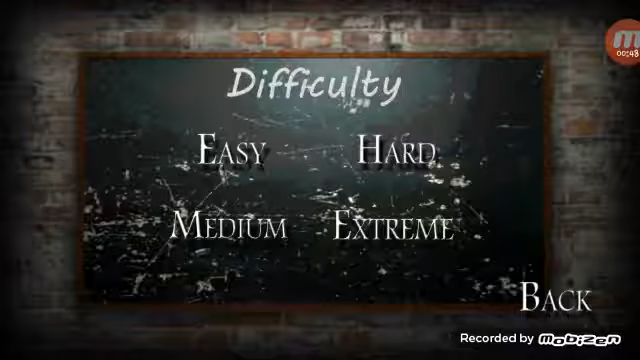 Difficulty
EASY HARD
MEDIUM EXTREME
BACK
00:48
Recorded by mobizen